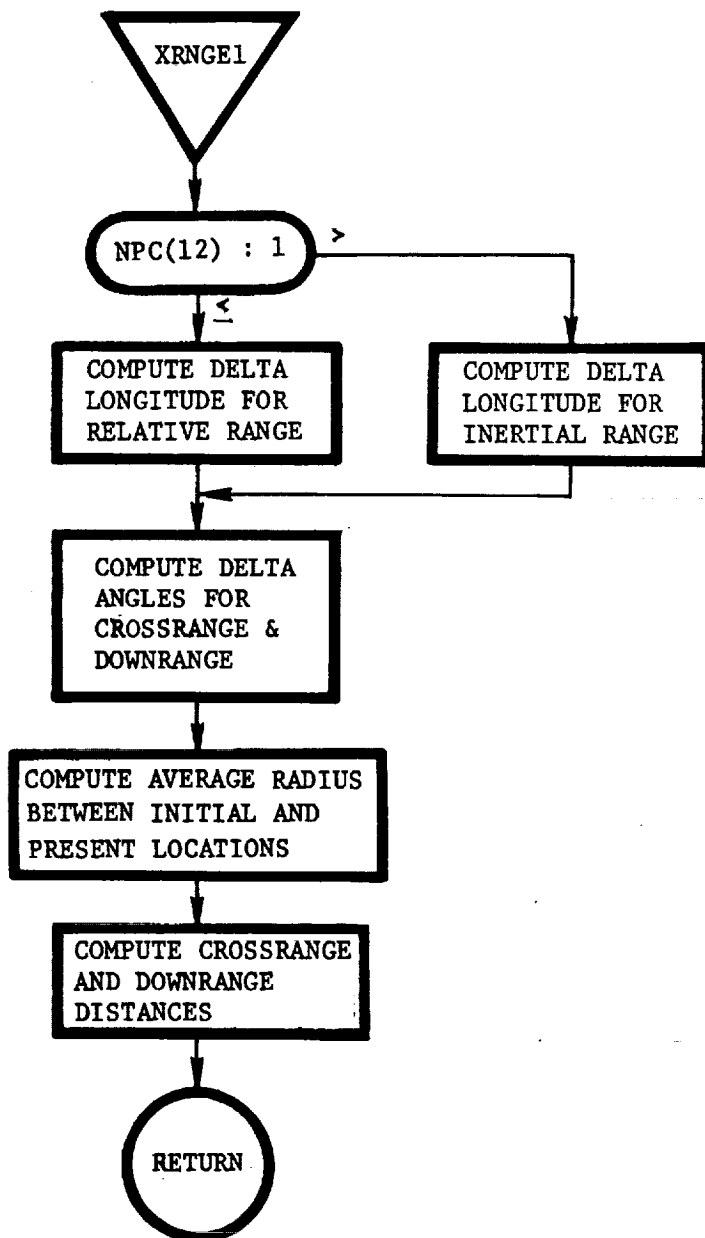 XRNGE1
NPC(12) : 1
>
≤
COMPUTE DELTA
LONGITUDE FOR
RELATIVE RANGE
COMPUTE DELTA
LONGITUDE FOR
INERTIAL RANGE
COMPUTE DELTA
ANGLES FOR
CROSSRANGE &
DOWNRANGE
COMPUTE AVERAGE RADIUS
BETWEEN INITIAL AND
PRESENT LOCATIONS
COMPUTE CROSSRANGE
AND DOWNRANGE
DISTANCES
RETURN